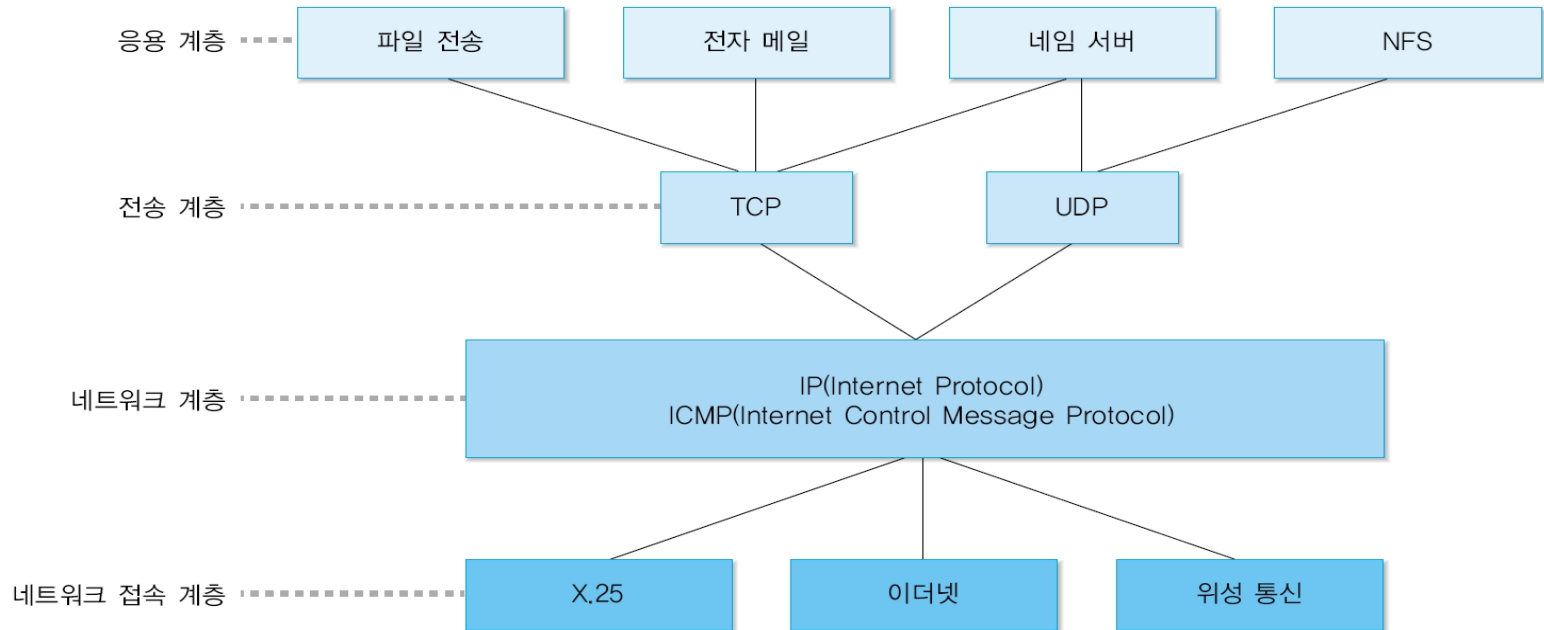 응용 계층
파일 전송
전자 메일
네임 서버
NFS
전송 계층
TCP
UDP
네트워크 계층
IP(Internet Protocol)
ICMP(Internet Control Message Protocol)
네트워크 접속 계층
X.25
이더넷
위성 통신